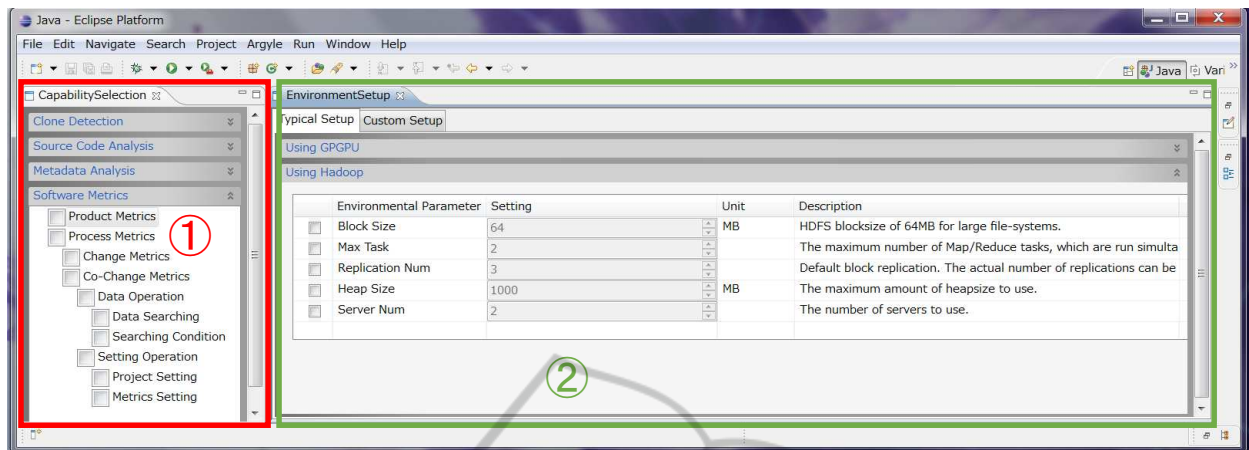 Java - Eclipse Platform
File Edit Navigate Search Project Argyle Run Window Help
Java Vari
CapabilitySelection
Clone Detection
Source Code Analysis
Metadata Analysis
Software Metrics
Product Metrics
Process Metrics
Change Metrics
Co-Change Metrics
Data Operation
Data Searching
Searching Condition
Setting Operation
Project Setting
Metrics Setting
①
EnvironmentSetup
Typical Setup Custom Setup
Using GPGPU
Using Hadoop
Environmental Parameter Setting Unit Description
Block Size 64 MB HDFS blocksize of 64MB for large file-systems.
Max Task 2 The maximum number of Map/Reduce tasks, which are run simulta
Replication Num 3 Default block replication. The actual number of replications can be
Heap Size 1000 MB The maximum amount of heapsize to use.
Server Num 2 The number of servers to use.
②